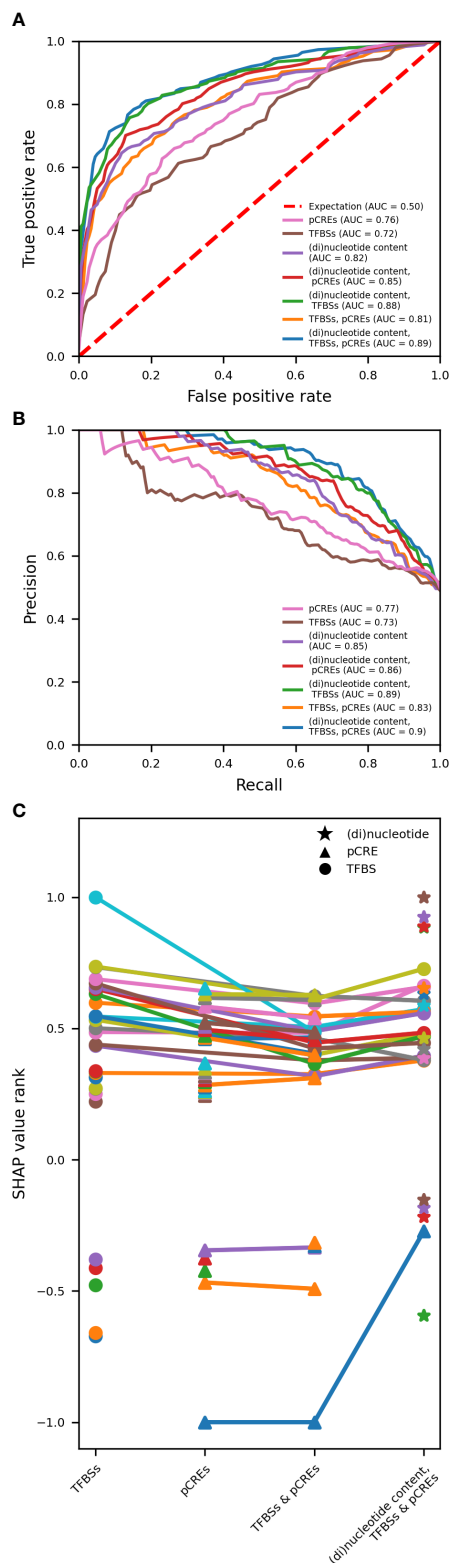 A
1.0
0.8
0.6
0.4
0.2
0.0
True positive rate
Expectation (AUC = 0.50)
pCREs (AUC = 0.76)
TFBSs (AUC = 0.72)
(di)nucleotide content
(AUC = 0.82)
(di)nucleotide content,
pCREs (AUC = 0.85)
(di)nucleotide content,
TFBSs (AUC = 0.88)
TFBSs, pCREs (AUC = 0.81)
(di)nucleotide content,
TFBSs, pCREs (AUC = 0.89)
0.0 0.2 0.4 0.6 0.8 1.0
False positive rate
B
1.0
0.8
0.6
0.4
0.2
0.0
Precision
pCREs (AUC = 0.77)
TFBSs (AUC = 0.73)
(di)nucleotide content
(AUC = 0.85)
(di)nucleotide content,
pCREs (AUC = 0.86)
(di)nucleotide content,
TFBSs (AUC = 0.89)
TFBSs, pCREs (AUC = 0.83)
(di)nucleotide content,
TFBSs, pCREs (AUC = 0.9)
0.0 0.2 0.4 0.6 0.8 1.0
Recall
C
(di)nucleotide
pCRE
TFBS
1.0
0.5
0.0
−0.5
−1.0
SHAP value rank
TFBSs
pCREs
TFBSs & pCREs
(di)nucleotide content,
TFBSs & pCREs